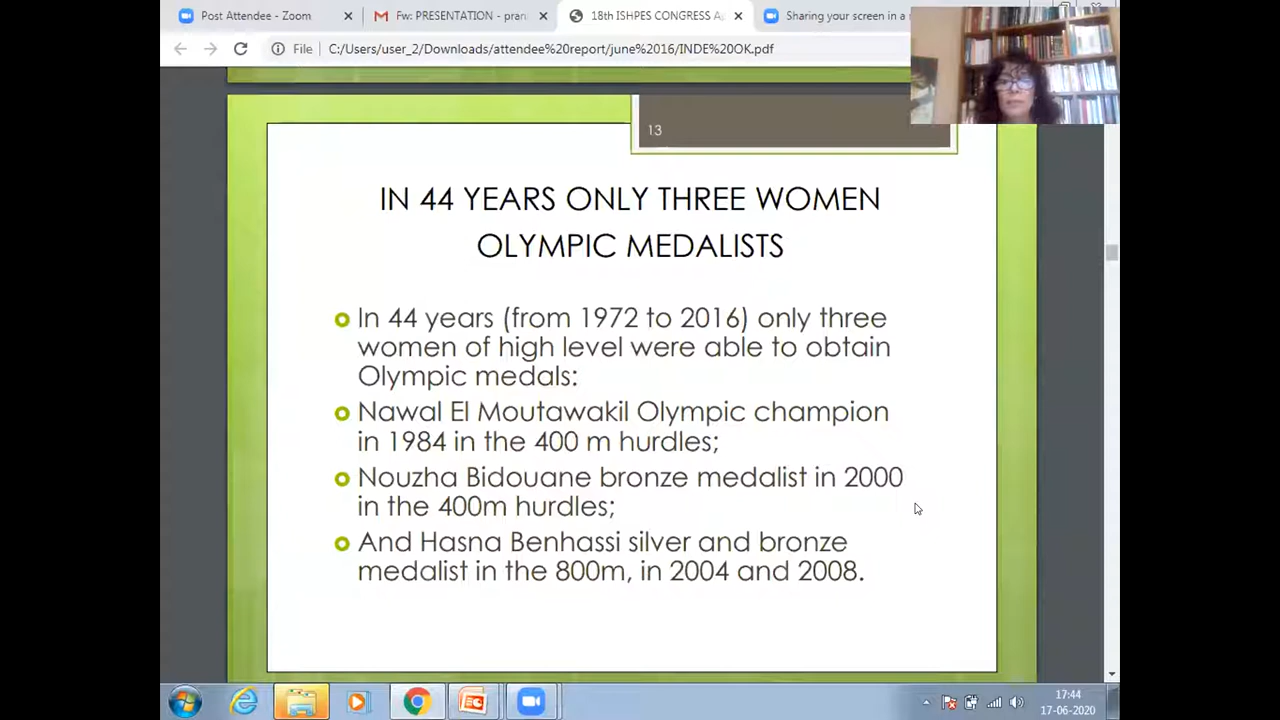 Post Attendee - Zoom
Fw: PRESENTATION - pran
18th ISHPES CONGRESS A
Sharing your screen in a
File
C:/Users/user_2/Downloads/attendee%20report/june%2016/INDE%20OK.pdf
13
IN 44 YEARS ONLY THREE WOMEN
OLYMPIC MEDALISTS
In 44 years (from 1972 to 2016) only three
women of high level were able to obtain
Olympic medals:
Nawal El Moutawakil Olympic champion
in 1984 in the 400 m hurdles;
Nouzha Bidouane bronze medalist in 2000
in the 400m hurdles;
And Hasna Benhassi silver and bronze
medalist in the 800m, in 2004 and 2008.
17:44
17-06-2020